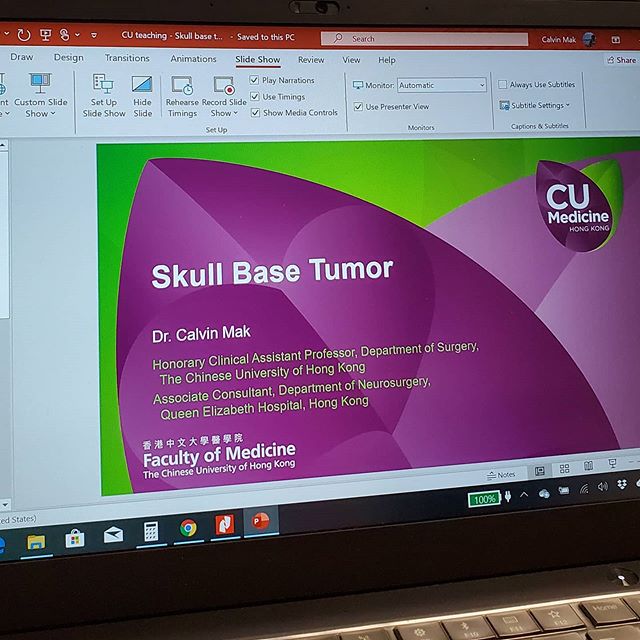 CU teaching - Skull base t... - Saved to this PC
Search
Calvin Mak
Draw Design Transitions Animations Slide Show Review View Help
Share
Custom Slide
Show
Set Up
Slide Show
Hide
Slide
Rehearse
Timings
Record Slide
Show
Play Narrations
Use Timings
Show Media Controls
Set Up
Monitor: Automatic
Use Presenter View
Monitors
Always Use Subtitles
Subtitle Settings
Captions & Subtitles
CU
Medicine
HONG KONG
Skull Base Tumor
Dr. Calvin Mak
Honorary Clinical Assistant Professor, Department of Surgery,
The Chinese University of Hong Kong
Associate Consultant, Department of Neurosurgery,
Queen Elizabeth Hospital, Hong Kong
香港中文大學醫學院
Faculty of Medicine
The Chinese University of Hong Kong
Notes
States)
100%
Home